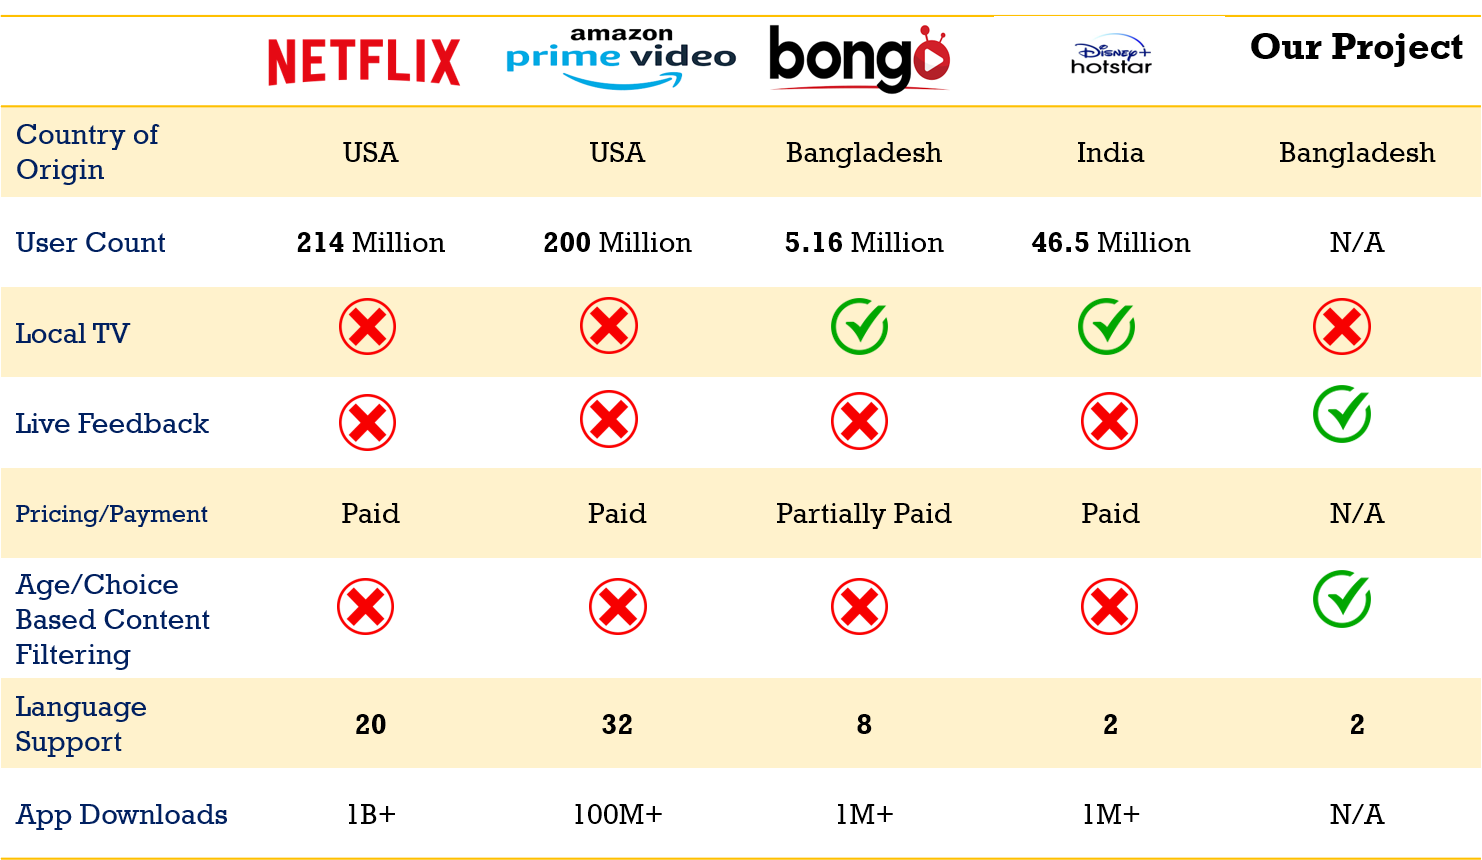 NETFLIX
amazon
prime video
bongo
Disney+
hotstar
Our Project
Country of
Origin
USA
USA
Bangladesh
India
Bangladesh
User Count
214 Million
200 Million
5.16 Million
46.5 Million
N/A
Local TV
Live Feedback
Pricing/Payment
Paid
Paid
Partially Paid
Paid
N/A
Age/Choice
Based Content
Filtering
Language
Support
20
32
8
2
2
App Downloads
1B+
100M+
1M+
1M+
N/A